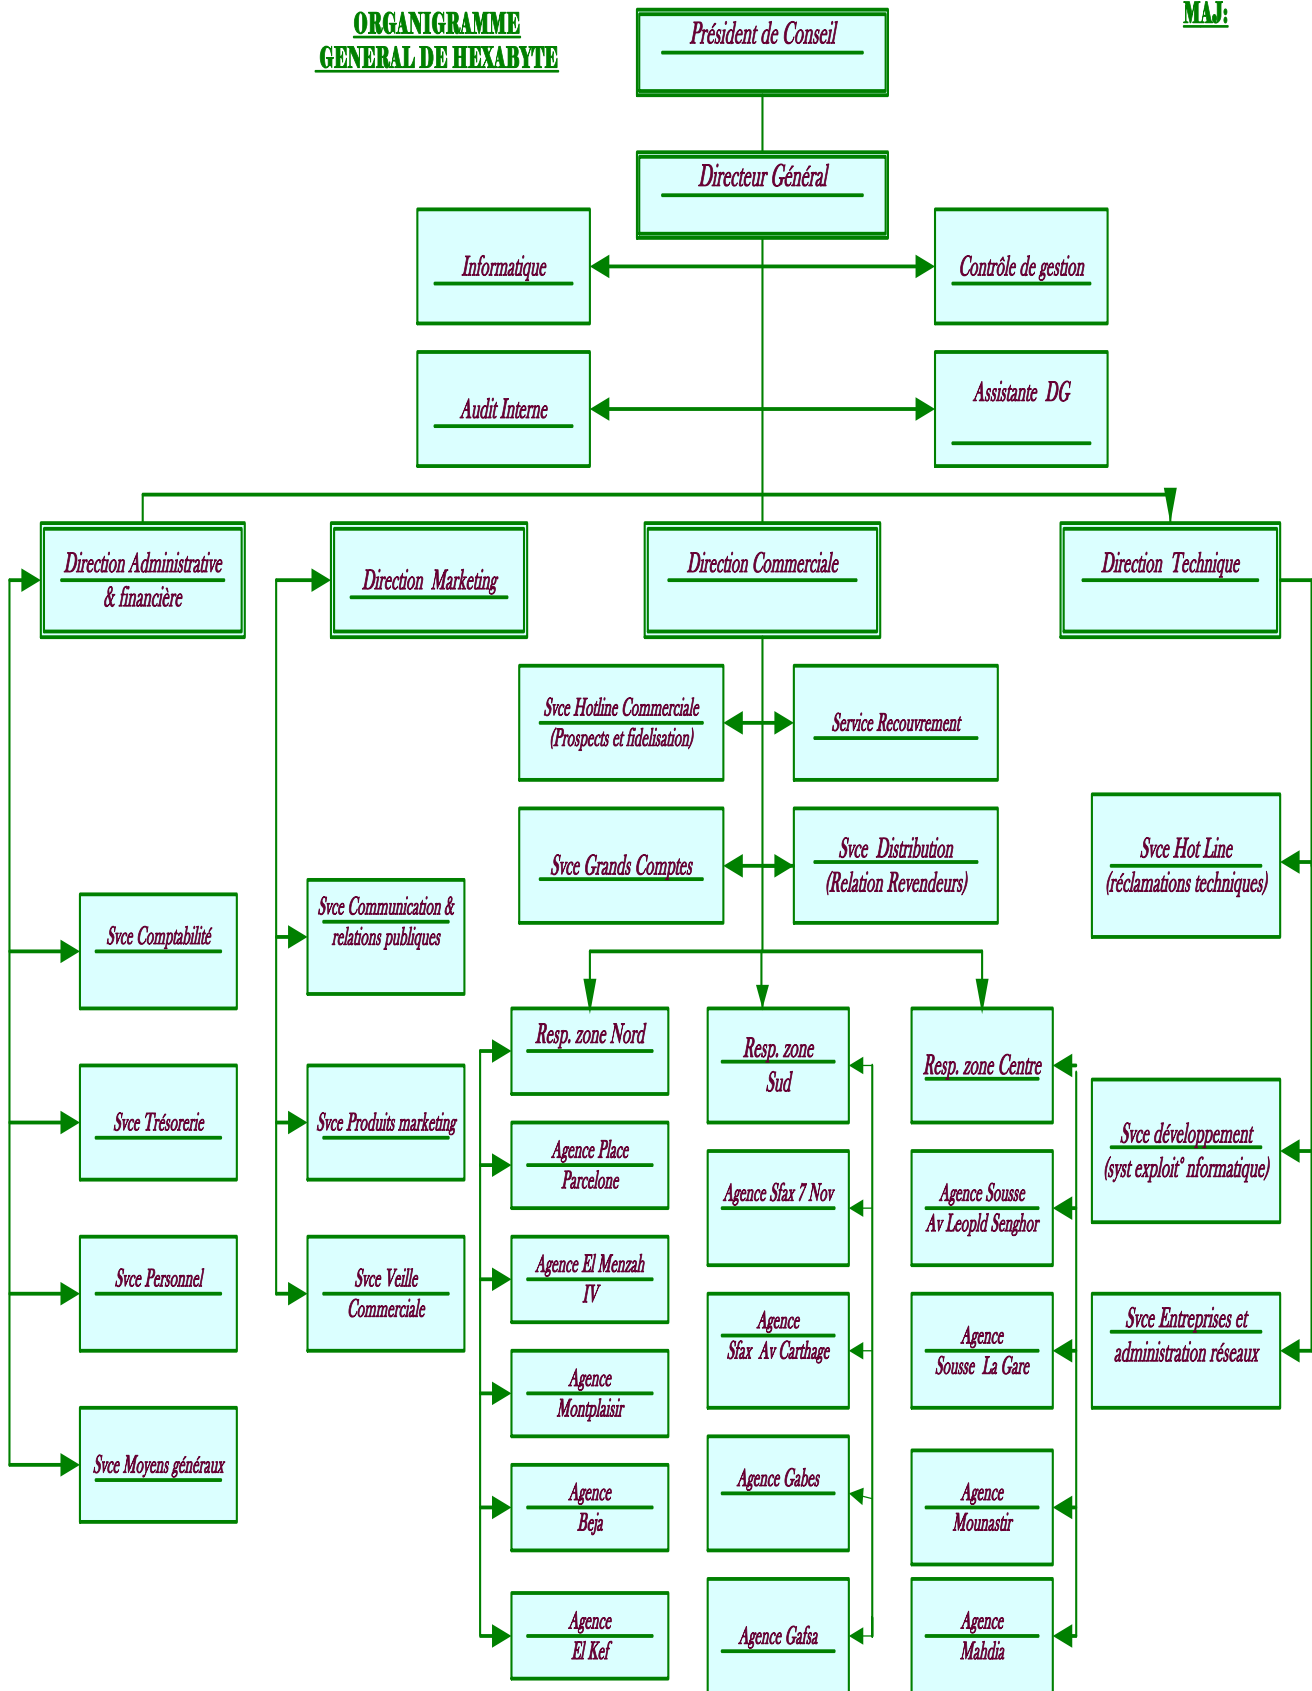 ORGANIGRAMME
GENERAL DE HEXABYTE
MAJ:
Président de Conseil
Directeur Général
Informatique
Contrôle de gestion
Audit Interne
Assistante DG
Direction Administrative
& financière
Direction Marketing
Direction Commerciale
Direction Technique
Svce Hotline Commerciale
(Prospects et fidelisation)
Service Recouvrement
Svce Grands Comptes
Svce Distribution
(Relation Revendeurs)
Svce Hot Line
(réclamations techniques)
Svce Comptabilité
Svce Communication &
relations publiques
Resp. zone Nord
Resp. zone
Sud
Resp. zone Centre
Svce Trésorerie
Svce Produits marketing
Agence Place
Parcelone
Svce développement
(syst exploit° nformatique)
Agence Sfax 7 Nov
Agence Sousse
Av Leopld Senghor
Svce Personnel
Svce Veille
Commerciale
Agence El Menzah
IV
Agence
Sfax Av Carthage
Agence
Sousse La Gare
Svce Entreprises et
administration réseaux
Agence
Montplaisir
Svce Moyens généraux
Agence
Beja
Agence Gabes
Agence
Mounastir
Agence
El Kef
Agence Gafsa
Agence
Mahdia